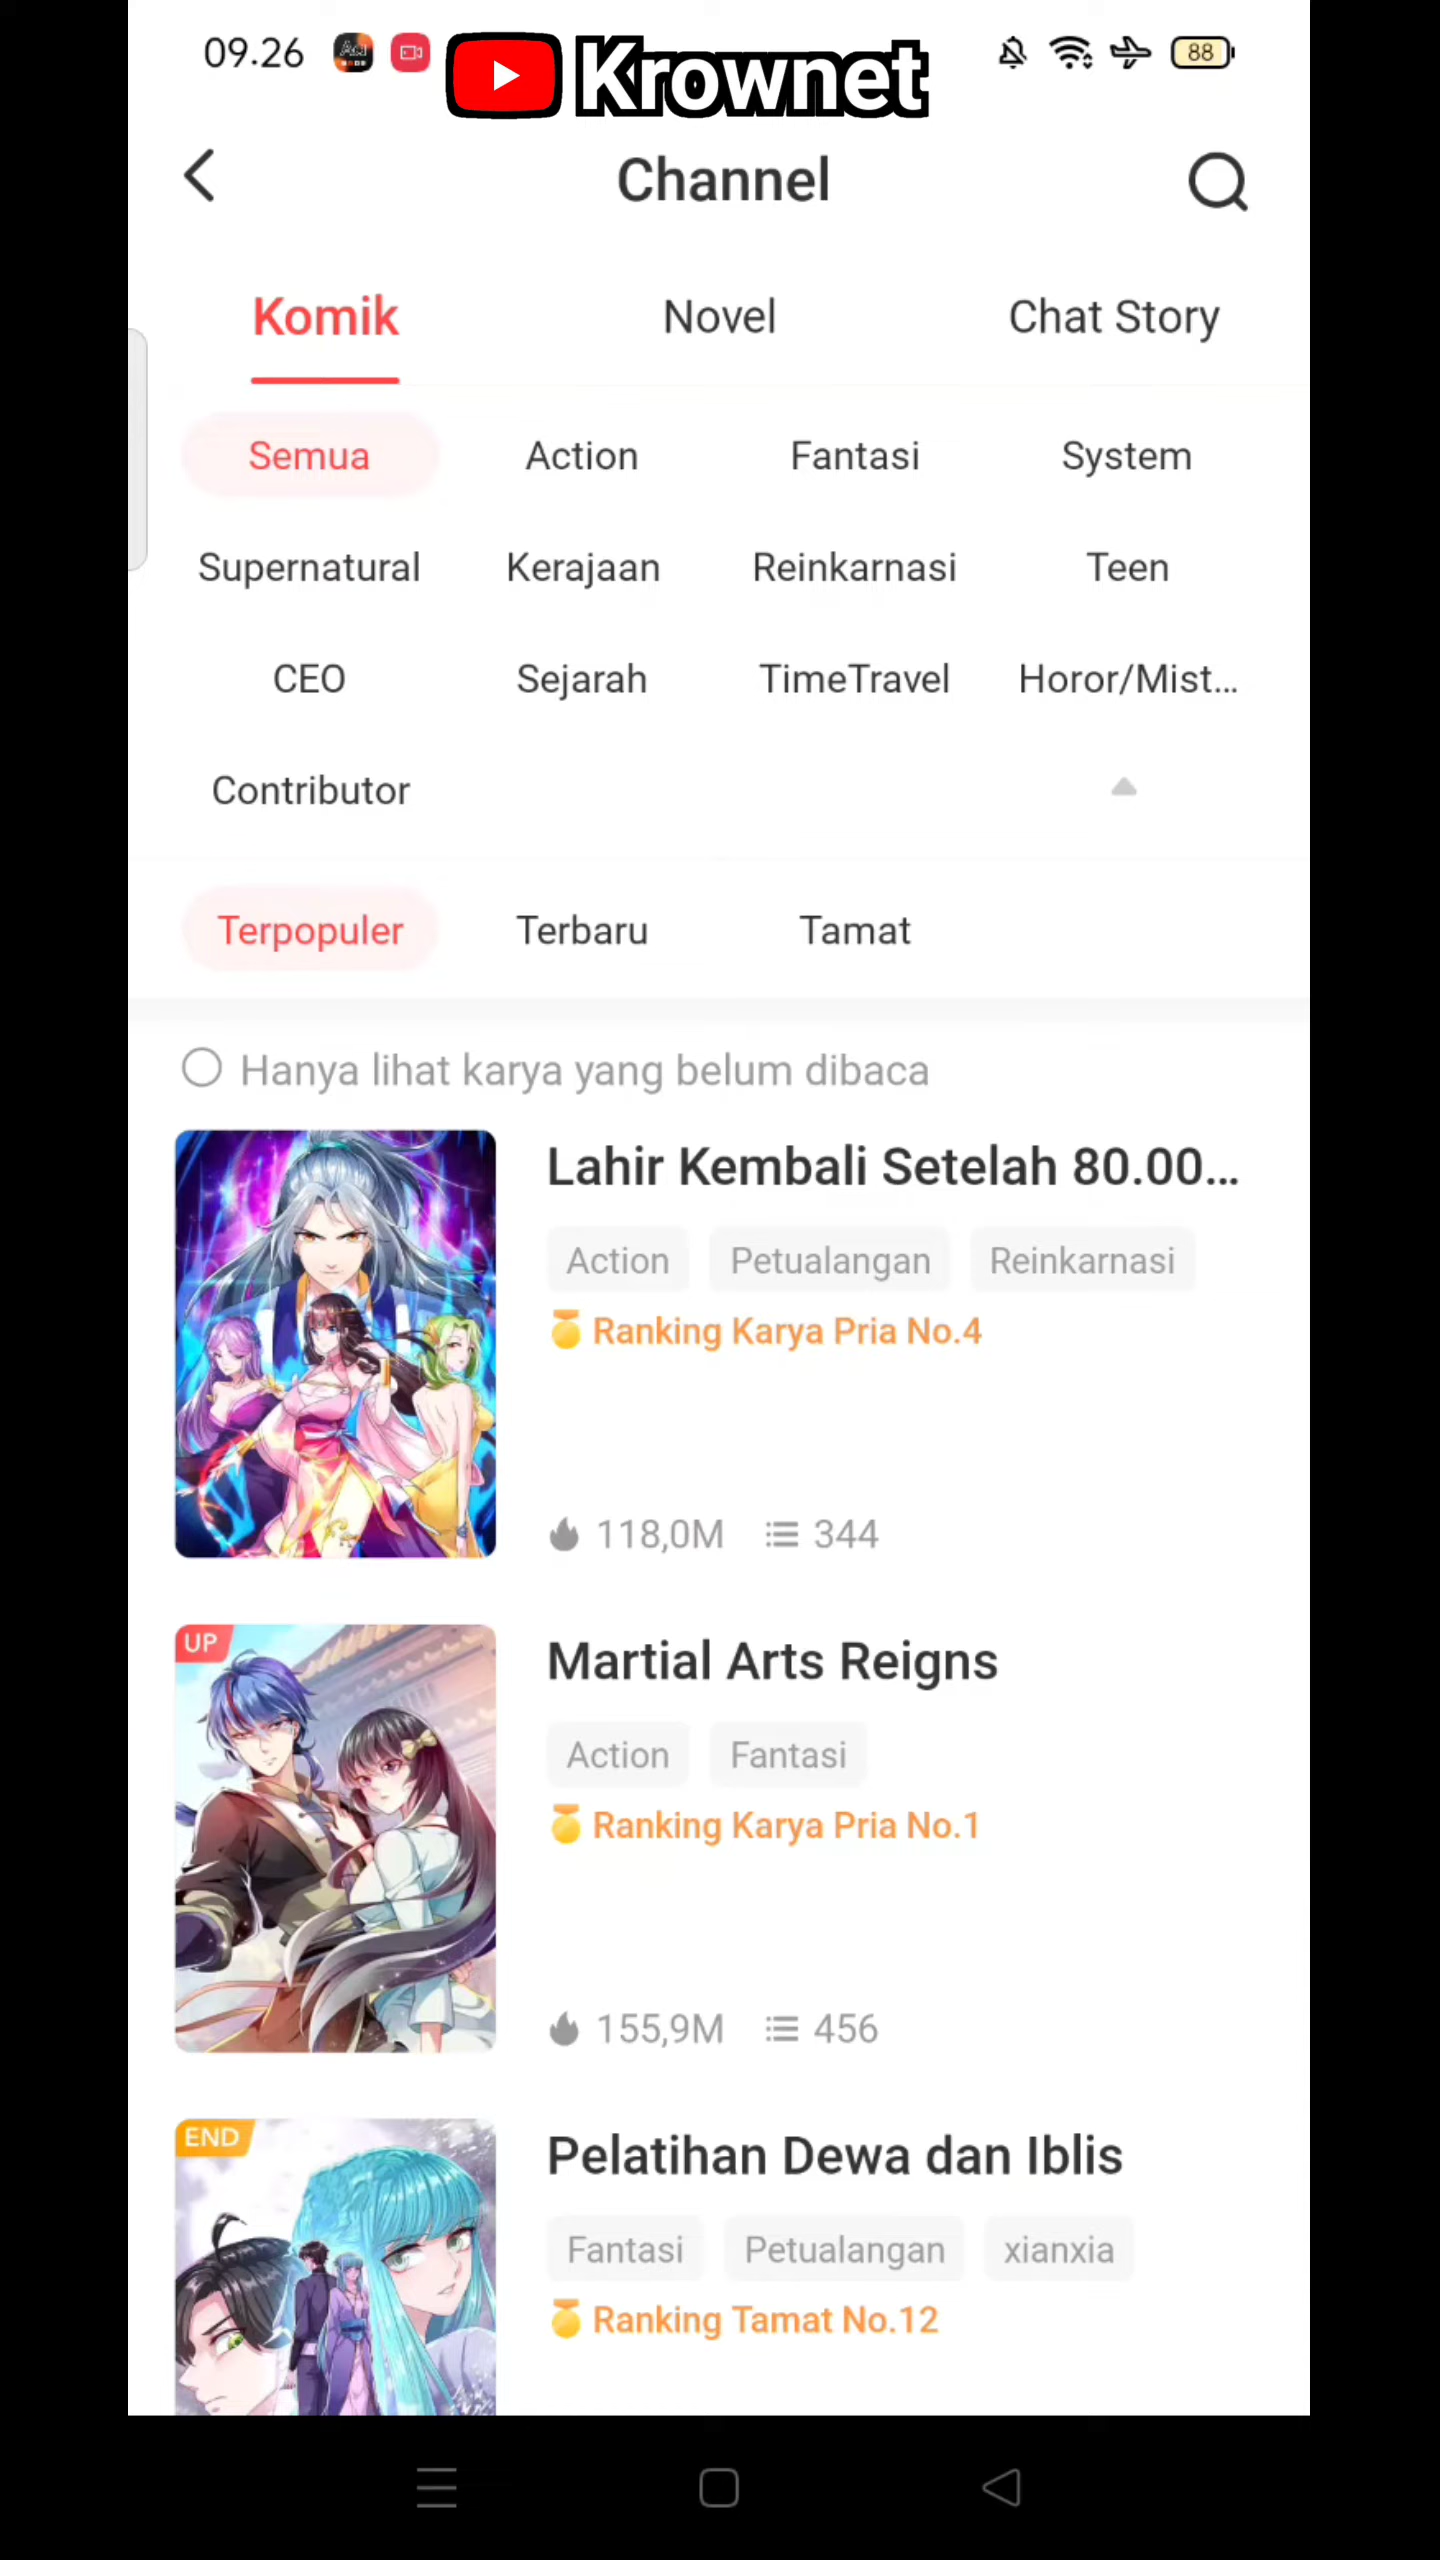 09.26
Krownet
88
Channel
Komik Novel Chat Story
Semua Action Fantasi System
Supernatural Kerajaan Reinkarnasi Teen
CEO Sejarah TimeTravel Horor/Mist...
Contributor
Terpopuler Terbaru Tamat
Hanya lihat karya yang belum dibaca
Lahir Kembali Setelah 80.00...
Action Petualangan Reinkarnasi
Ranking Karya Pria No.4
118,0M 344
UP
Martial Arts Reigns
Action Fantasi
Ranking Karya Pria No.1
155,9M 456
END
Pelatihan Dewa dan Iblis
Fantasi Petualangan xianxia
Ranking Tamat No.12